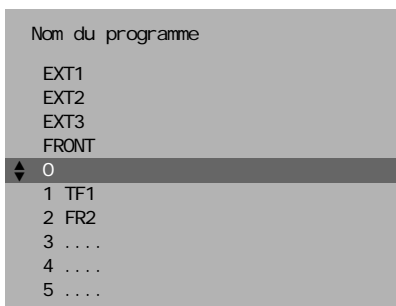 Nom du programme
EXT1
EXT2
EXT3
FRONT
0
1 TF1
2 FR2
3 ....
4 ....
5 ....